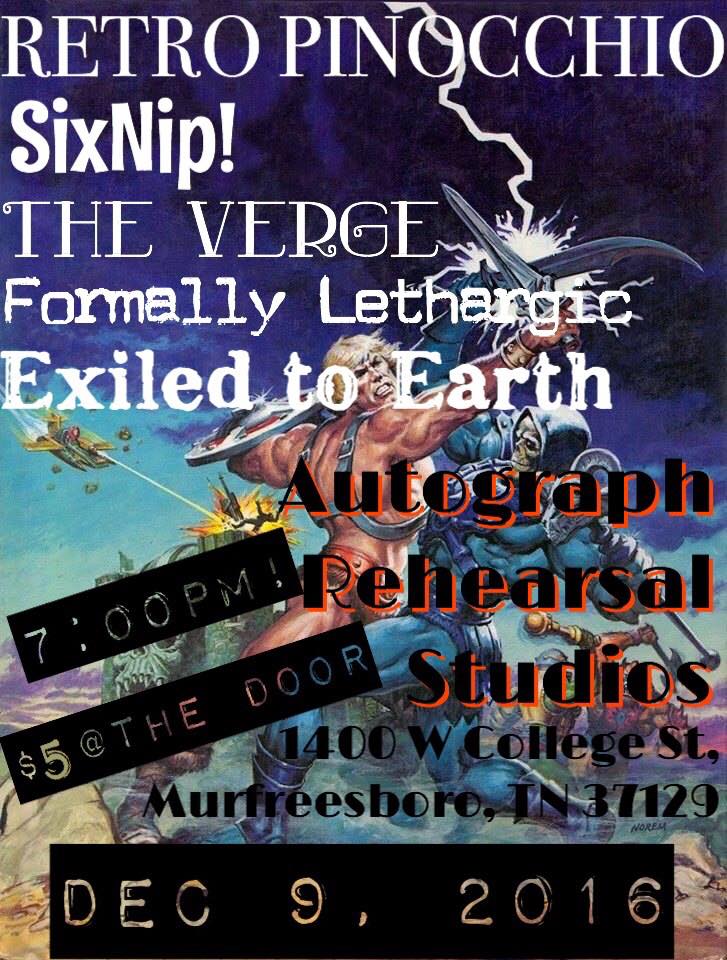 RETRO PINOCCHIO
SixNip!
THE VERGE
Formally Lethargic
Exiled to Earth
Autograph
Rehearsal
Studios
7:00PM!
$5@THE DOOR
1400 W College St,
Murfreesboro, TN 37129
NOREM
DEC 9, 2016